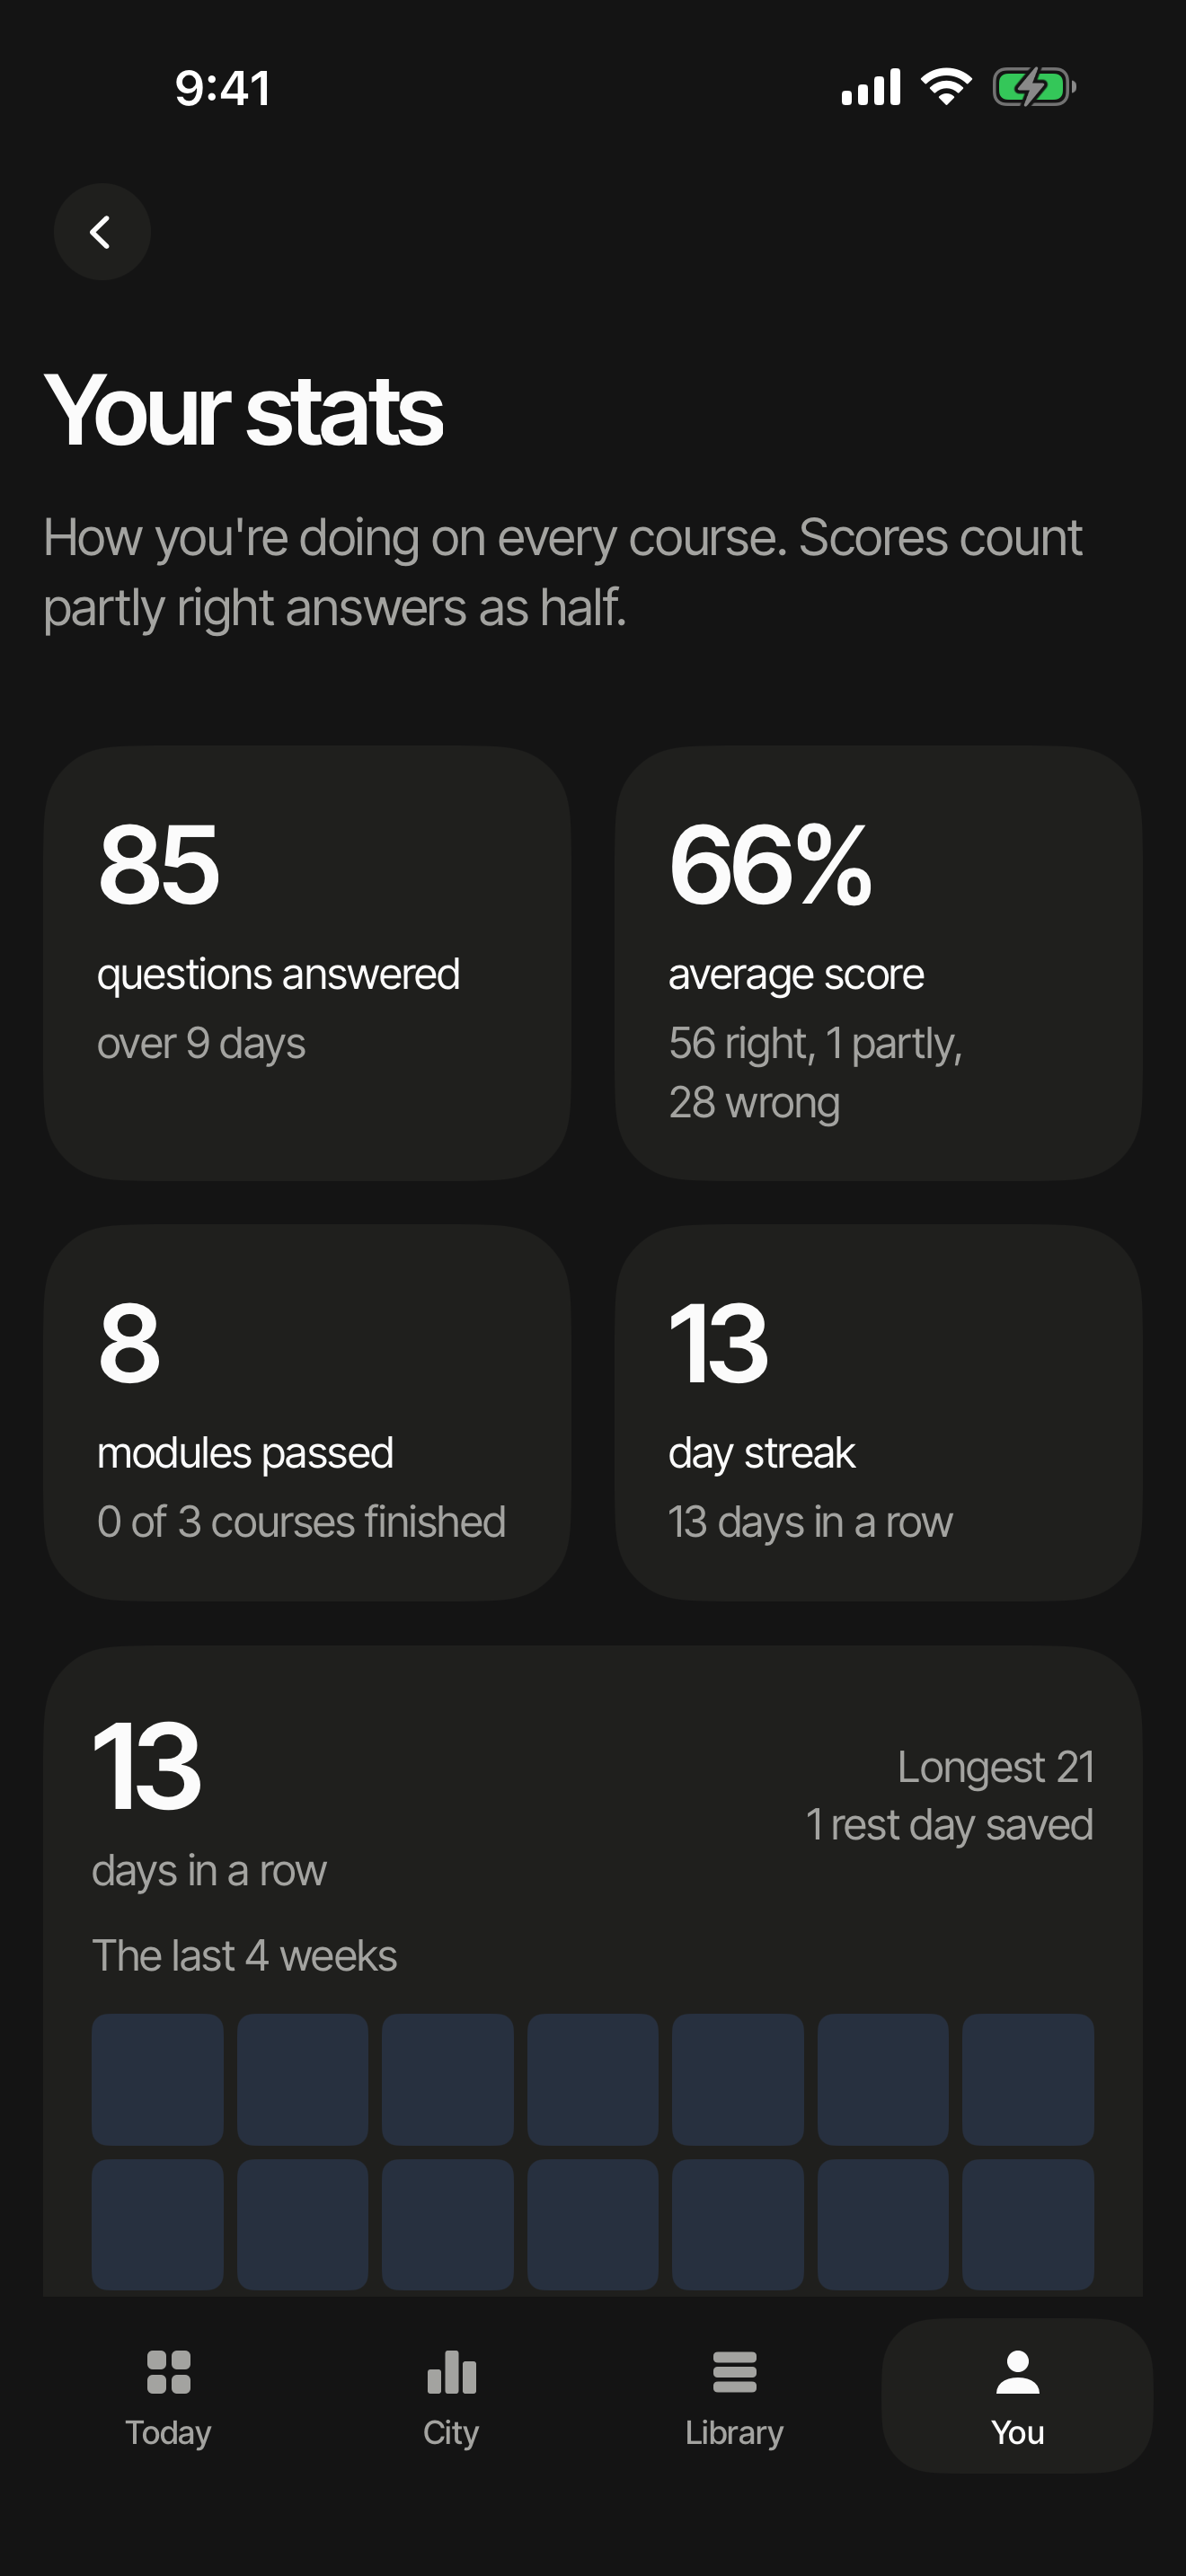 9:41
Your stats
How you're doing on every course. Scores count
partly right answers as half.
85
questions answered
over 9 days
66%
average score
56 right, 1 partly,
28 wrong
8
modules passed
0 of 3 courses finished
13
day streak
13 days in a row
13
days in a row
Longest 21
1 rest day saved
The last 4 weeks
Today
City
Library
You